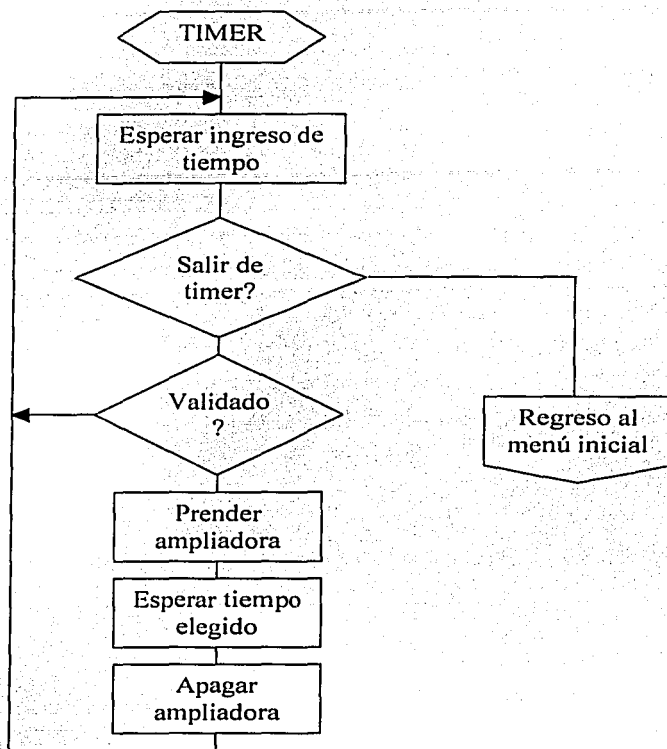 TIMER
Esperar ingreso de
tiempo
Salir de
timer?
Validado
?
Regreso al
menú inicial
Prender
ampliadora
Esperar tiempo
elegido
Apagar
ampliadora